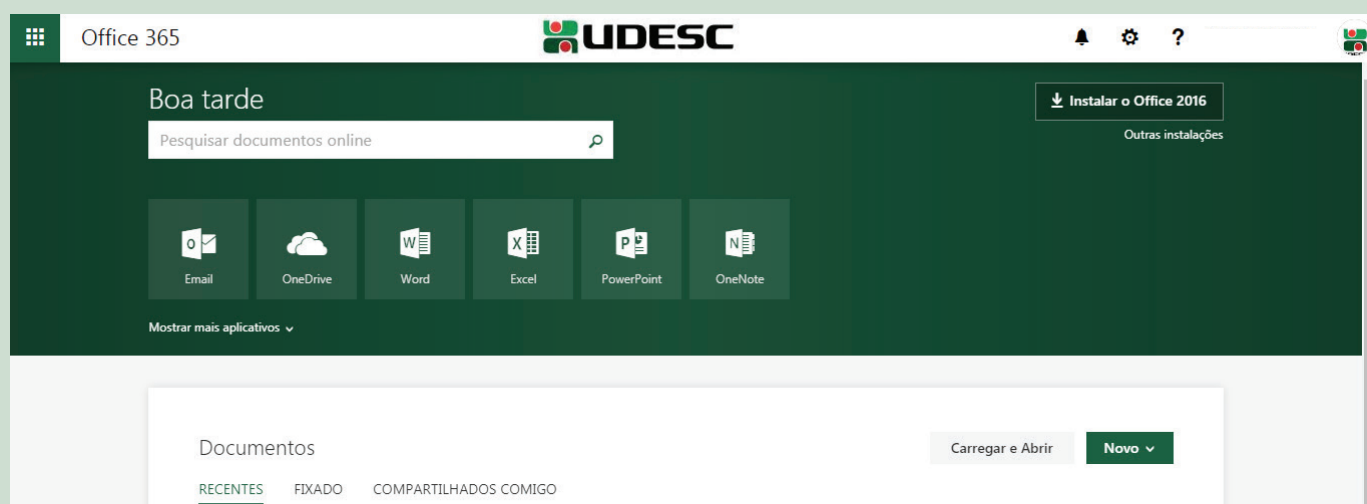 Office 365
UDESC
?
Boa tarde
Instalar o Office 2016
Pesquisar documentos online
Outras instalações
Email OneDrive Word Excel PowerPoint OneNote
Mostrar mais aplicativos
Documentos
Carregar e Abrir
Novo
RECENTES FIXADO COMPARTILHADOS COMIGO